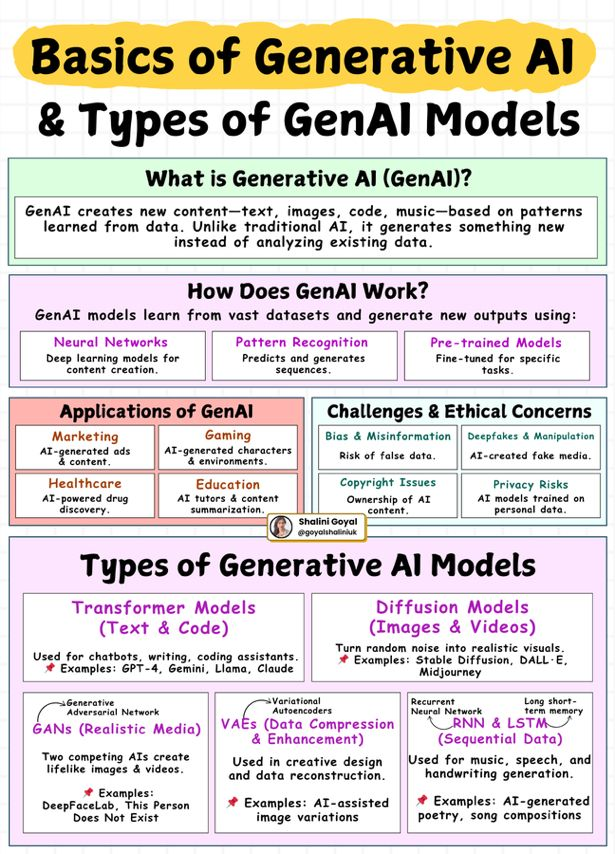 Basics of Generative AI
& Types of GenAI Models
What is Generative AI (GenAI)?
GenAI creates new content—text, images, code, music—based on patterns
learned from data. Unlike traditional AI, it generates something new
instead of analyzing existing data.
How Does GenAI Work?
GenAI models learn from vast datasets and generate new outputs using:
Neural Networks
Deep learning models for
content creation.
Pattern Recognition
Predicts and generates
sequences.
Pre-trained Models
Fine-tuned for specific
tasks.
Applications of GenAI
Marketing
AI-generated ads
& content.
Gaming
AI-generated characters
& environments.
Healthcare
AI-powered drug
discovery.
Education
AI tutors & content
summarization.
Challenges & Ethical Concerns
Bias & Misinformation
Risk of false data.
Deepfakes & Manipulation
AI-created fake media.
Copyright Issues
Ownership of AI
content.
Privacy Risks
AI models trained on
personal data.
Shalini Goyal
@goyalshaliniuk
Types of Generative AI Models
Transformer Models
(Text & Code)
Used for chatbots, writing, coding assistants.
📌 Examples: GPT-4, Gemini, Llama, Claude
Diffusion Models
(Images & Videos)
Turn random noise into realistic visuals.
📌 Examples: Stable Diffusion, DALL·E,
Midjourney
Generative
Adversarial Network
GANs (Realistic Media)
Two competing AIs create
lifelike images & videos.
📌 Examples:
DeepFaceLab, This Person
Does Not Exist
Variational
Autoencoders
VAEs (Data Compression
& Enhancement)
Used in creative design
and data reconstruction.
📌 Examples: AI-assisted
image variations
Recurrent
Neural Network
Long short-
term memory
RNN & LSTM
(Sequential Data)
Used for music, speech, and
handwriting generation.
📌 Examples: AI-generated
poetry, song compositions